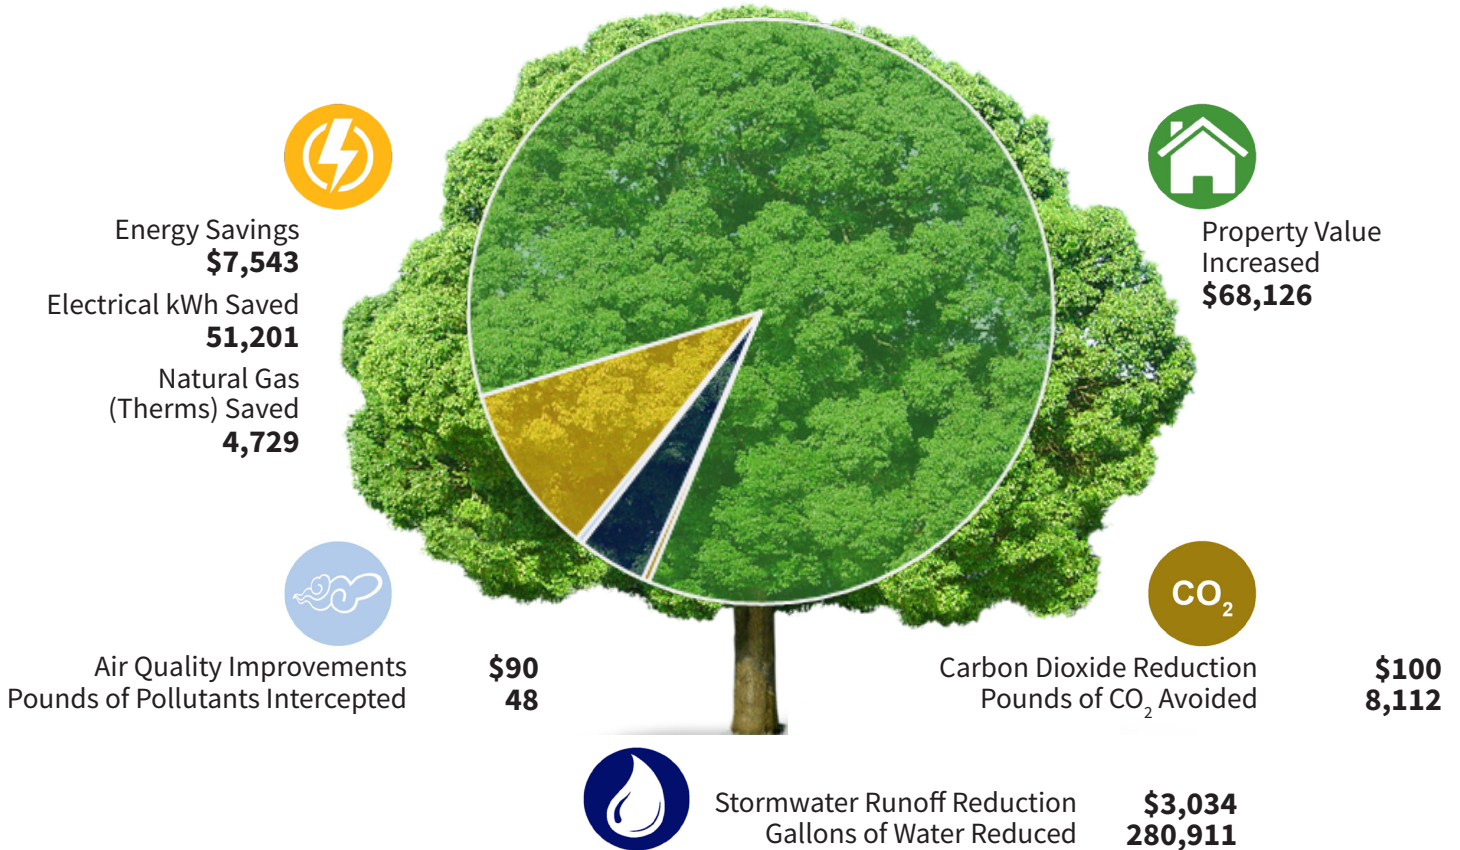 Energy Savings
$7,543
Electrical kWh Saved
51,201
Natural Gas
(Therms) Saved
4,729
Property Value
Increased
$68,126
Air Quality Improvements $90
Pounds of Pollutants Intercepted 48
CO2
Carbon Dioxide Reduction $100
Pounds of CO2 Avoided 8,112
Stormwater Runoff Reduction $3,034
Gallons of Water Reduced 280,911